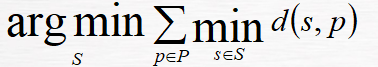 arg min ∑ min d(s, p)
S p∈P s∈S